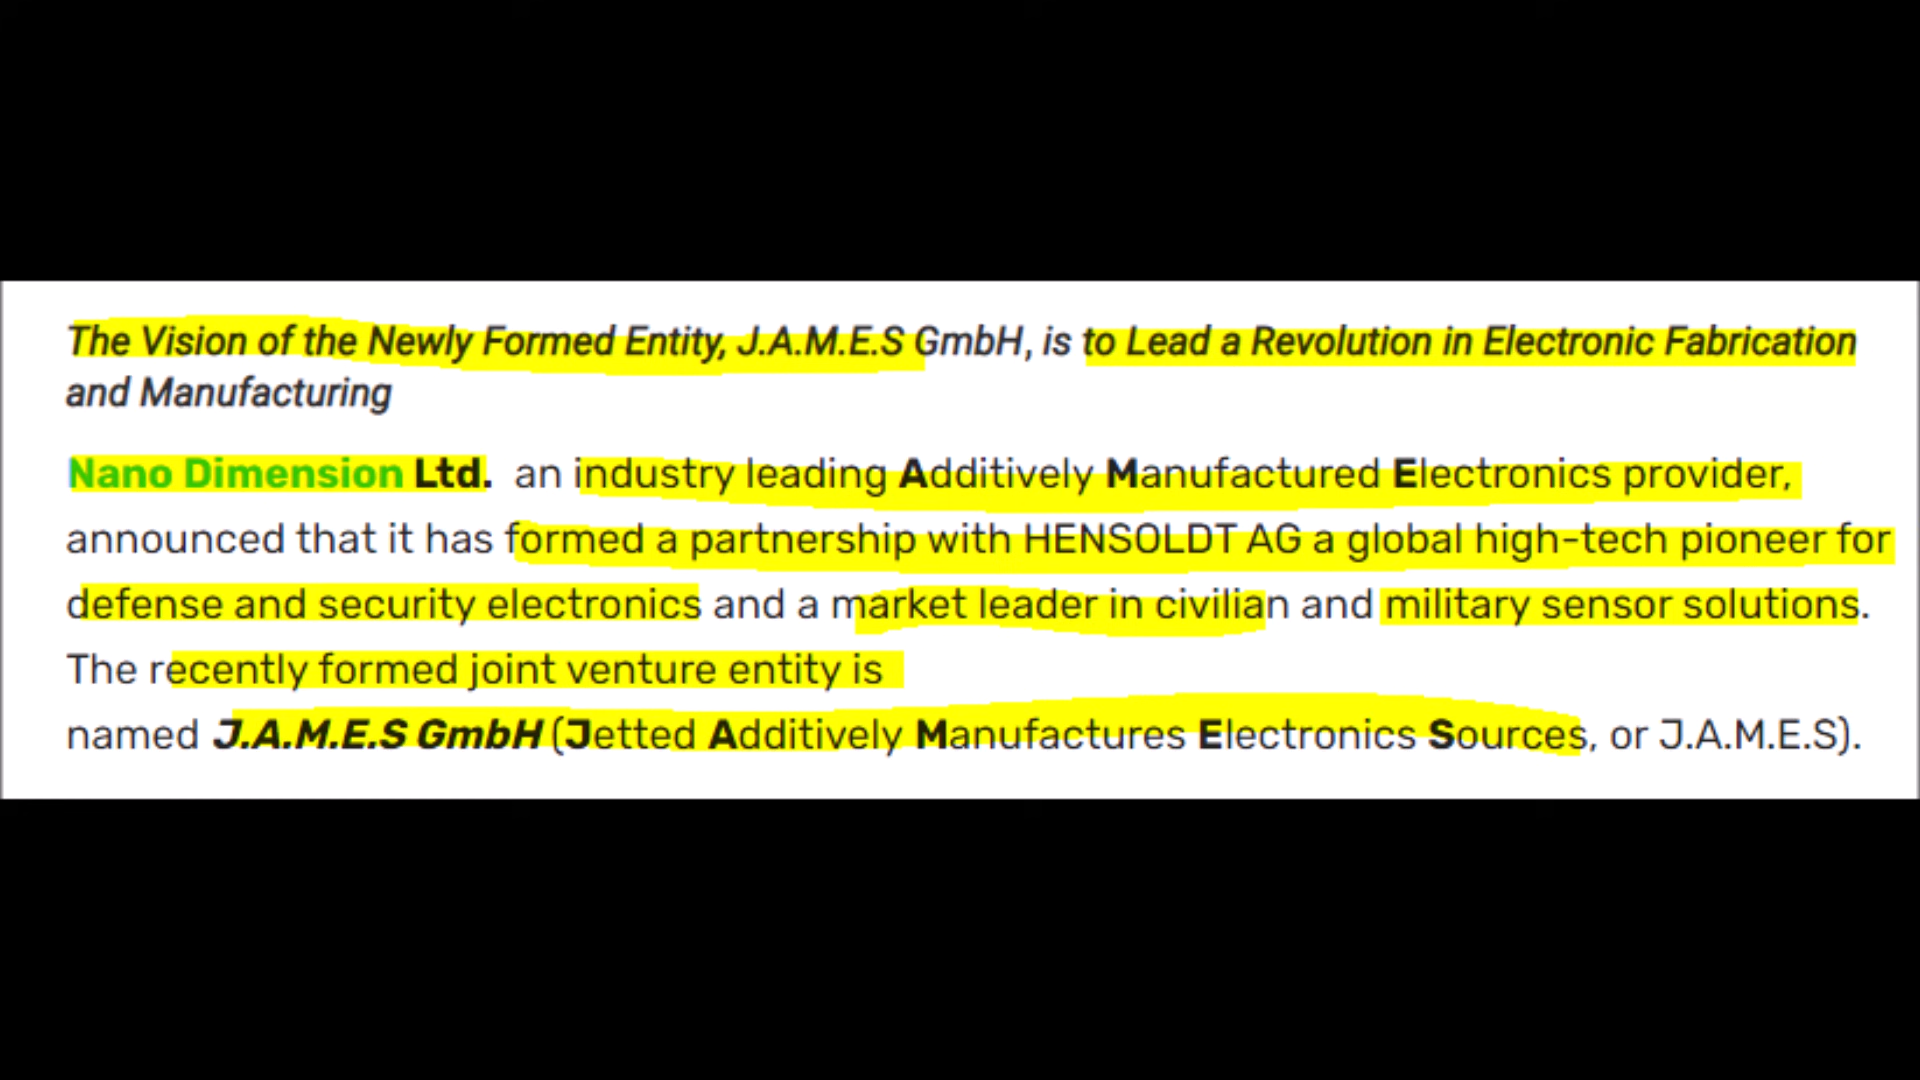 The Vision of the Newly Formed Entity, J.A.M.E.S GmbH, is to Lead a Revolution in Electronic Fabrication
and Manufacturing
Nano Dimension Ltd. an industry leading Additively Manufactured Electronics provider,
announced that it has formed a partnership with HENSOLDT AG a global high-tech pioneer for
defense and security electronics and a market leader in civilian and military sensor solutions.
The recently formed joint venture entity is
named J.A.M.E.S GmbH (Jetted Additively Manufactures Electronics Sources, or J.A.M.E.S).